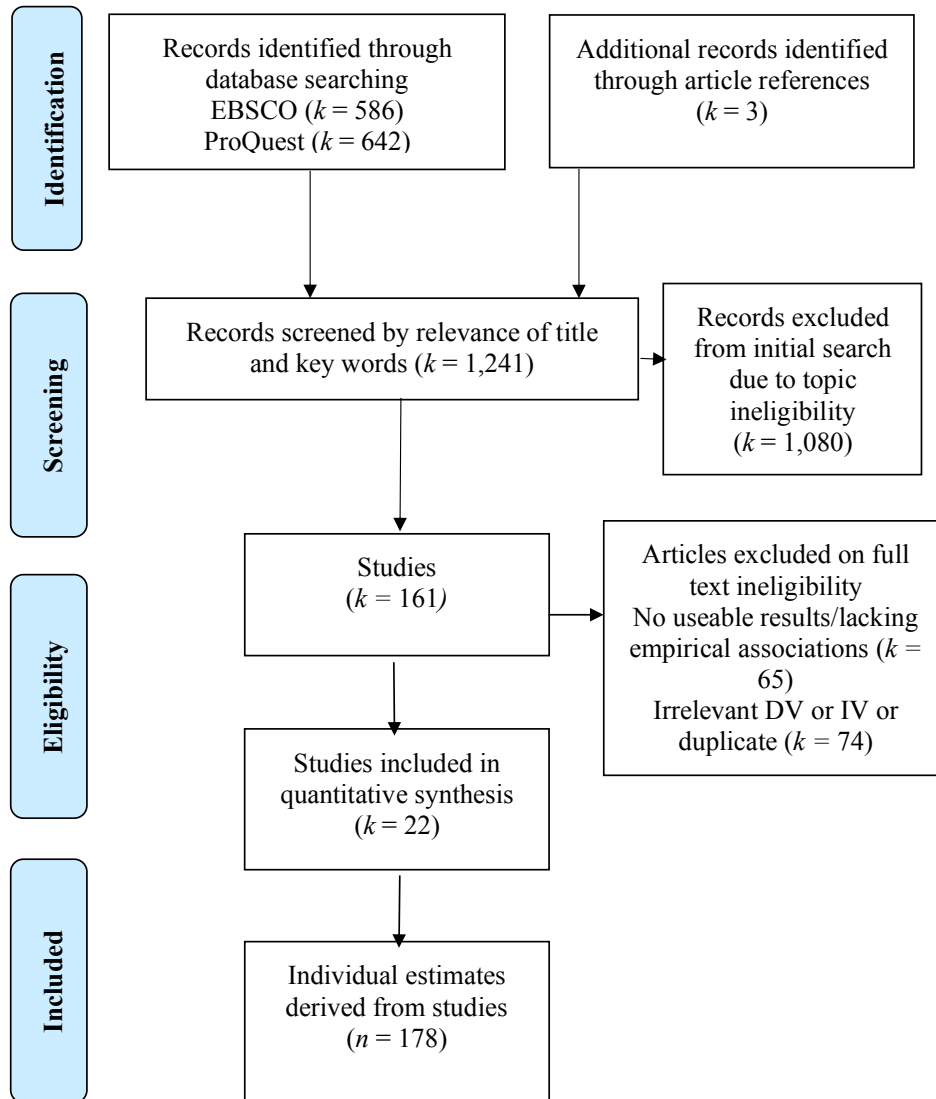 Identification
Records identified through
database searching
EBSCO (k = 586)
ProQuest (k = 642)
Additional records identified
through article references
(k = 3)
Screening
Records screened by relevance of title
and key words (k = 1,241)
Records excluded
from initial search
due to topic
ineligibility
(k = 1,080)
Eligibility
Studies
(k = 161)
Articles excluded on full
text ineligibility
No useable results/lacking
empirical associations (k =
65)
Irrelevant DV or IV or
duplicate (k = 74)
Studies included in
quantitative synthesis
(k = 22)
Included
Individual estimates
derived from studies
(n = 178)